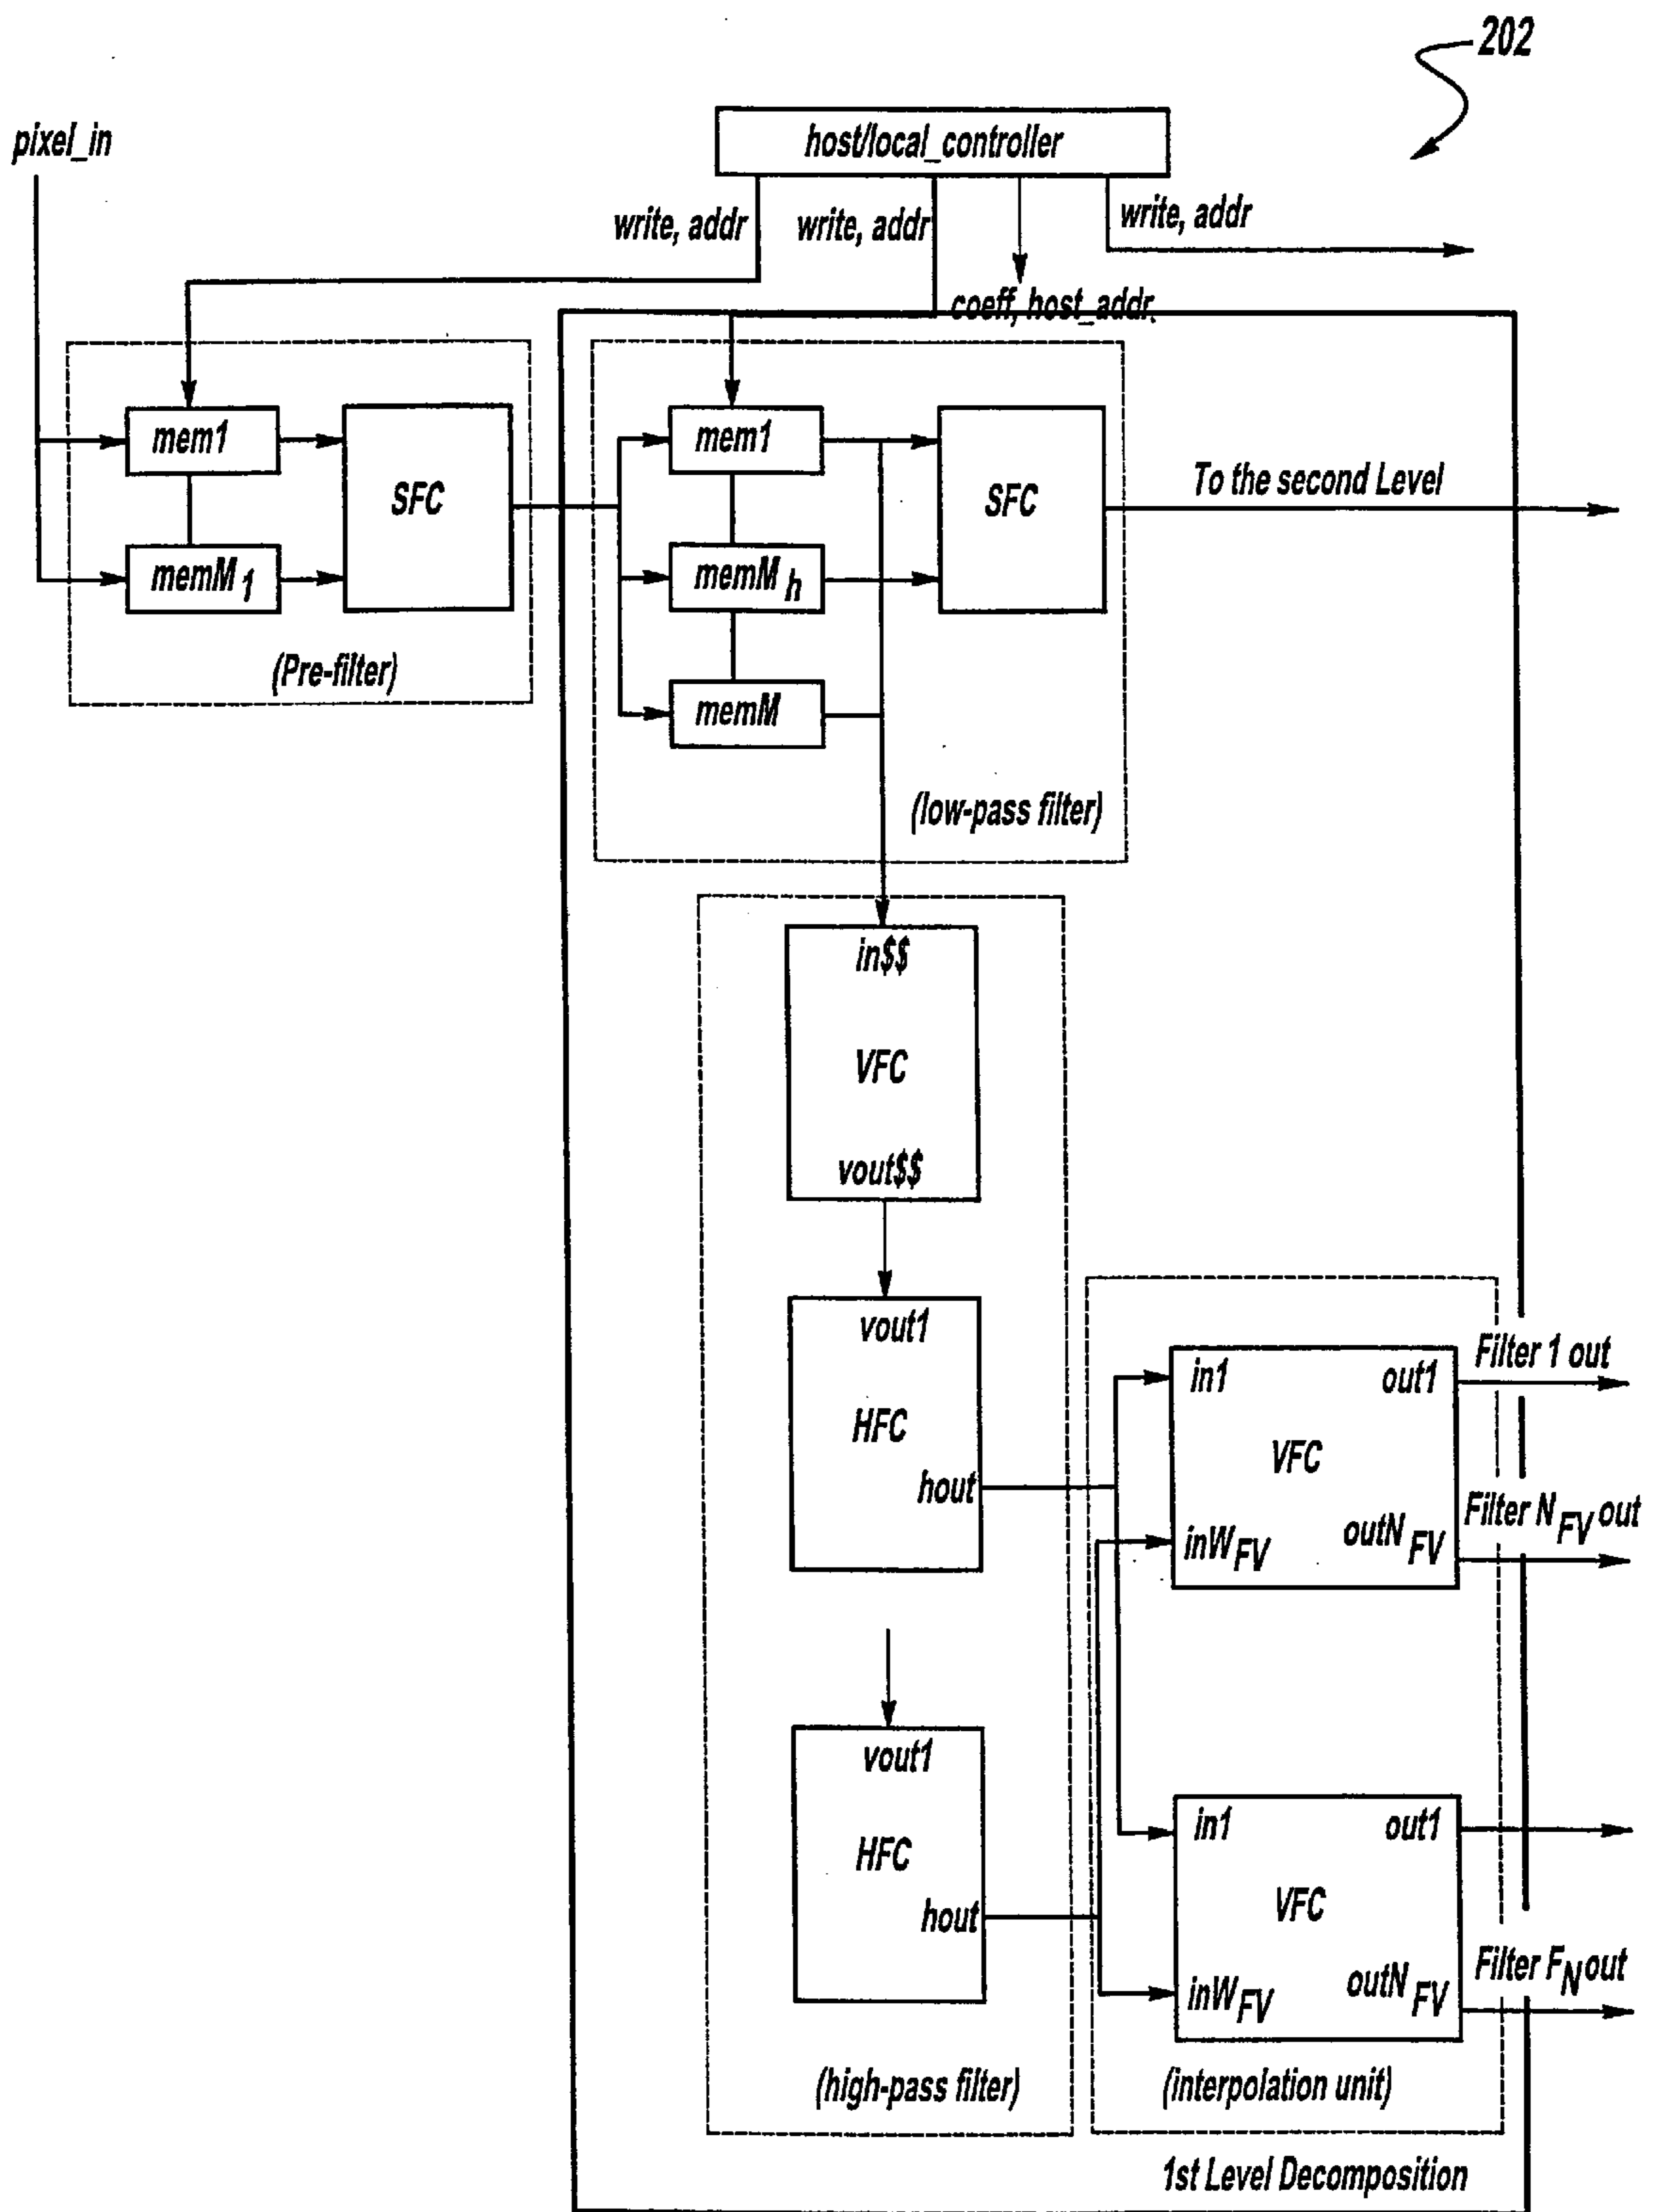 202
pixel_in
host/local_controller
write, addr
write, addr
write, addr
coeff, host_addr.
mem1
SFC
memM1
(Pre-filter)
mem1
SFC
memMh
memM
(low-pass filter)
To the second Level
in$$
VFC
vout$$
vout1
HFC
hout
in1
out1
VFC
inWFV
outNFV
Filter 1 out
Filter NFV out
vout1
HFC
hout
in1
out1
VFC
inWFV
outNFV
Filter FNout
(high-pass filter)
(interpolation unit)
1st Level Decomposition